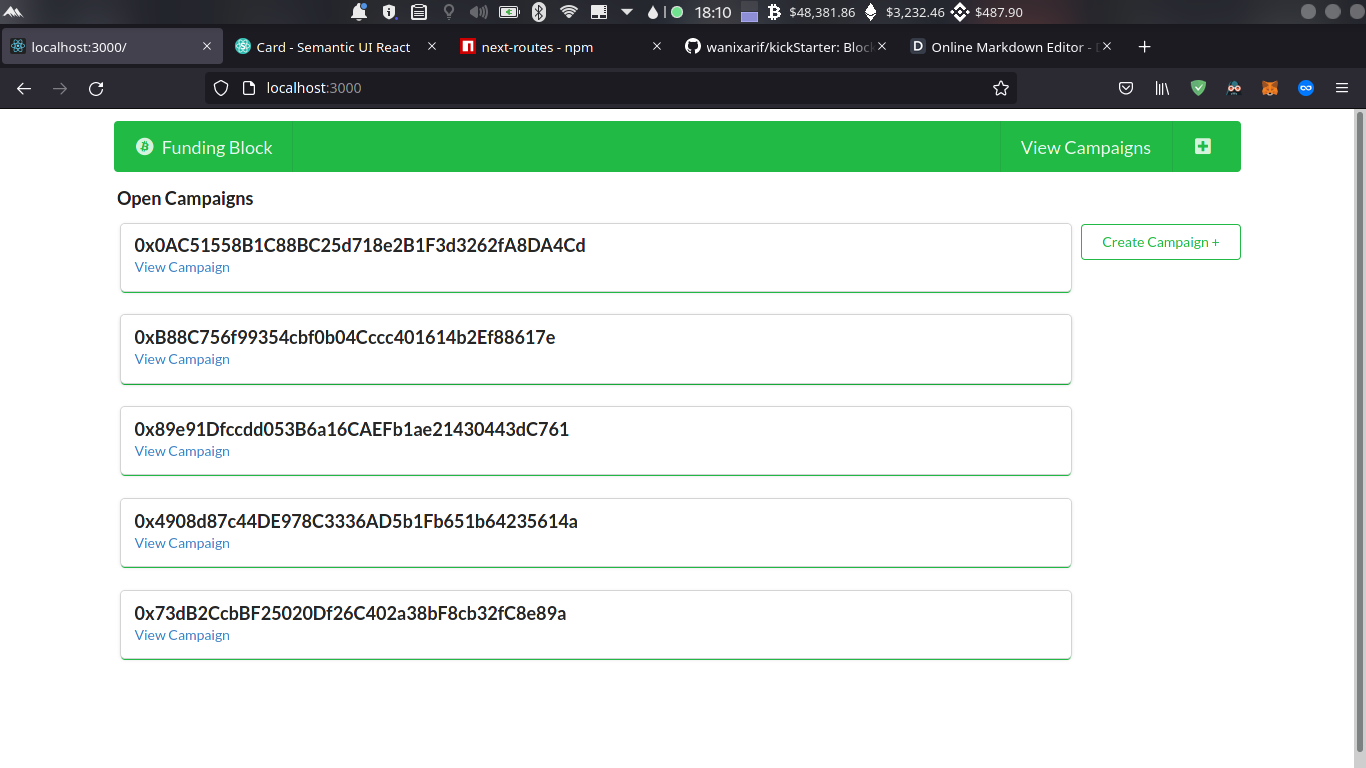 18:10 $48,381.86 $3,232.46 $487.90
localhost:3000/ Card - Semantic UI React next-routes - npm wanixarif/kickStarter: Bloc Online Markdown Editor -
localhost:3000
Funding Block View Campaigns
Open Campaigns
0x0AC51558B1C88BC25d718e2B1F3d3262fA8DA4Cd
View Campaign
Create Campaign +
0xB88C756f99354cbf0b04Cccc401614b2Ef88617e
View Campaign
0x89e91Dfccdd053B6a16CAEFb1ae21430443dC761
View Campaign
0x4908d87c44DE978C3336AD5b1Fb651b64235614a
View Campaign
0x73dB2CcbBF25020Df26C402a38bF8cb32fC8e89a
View Campaign